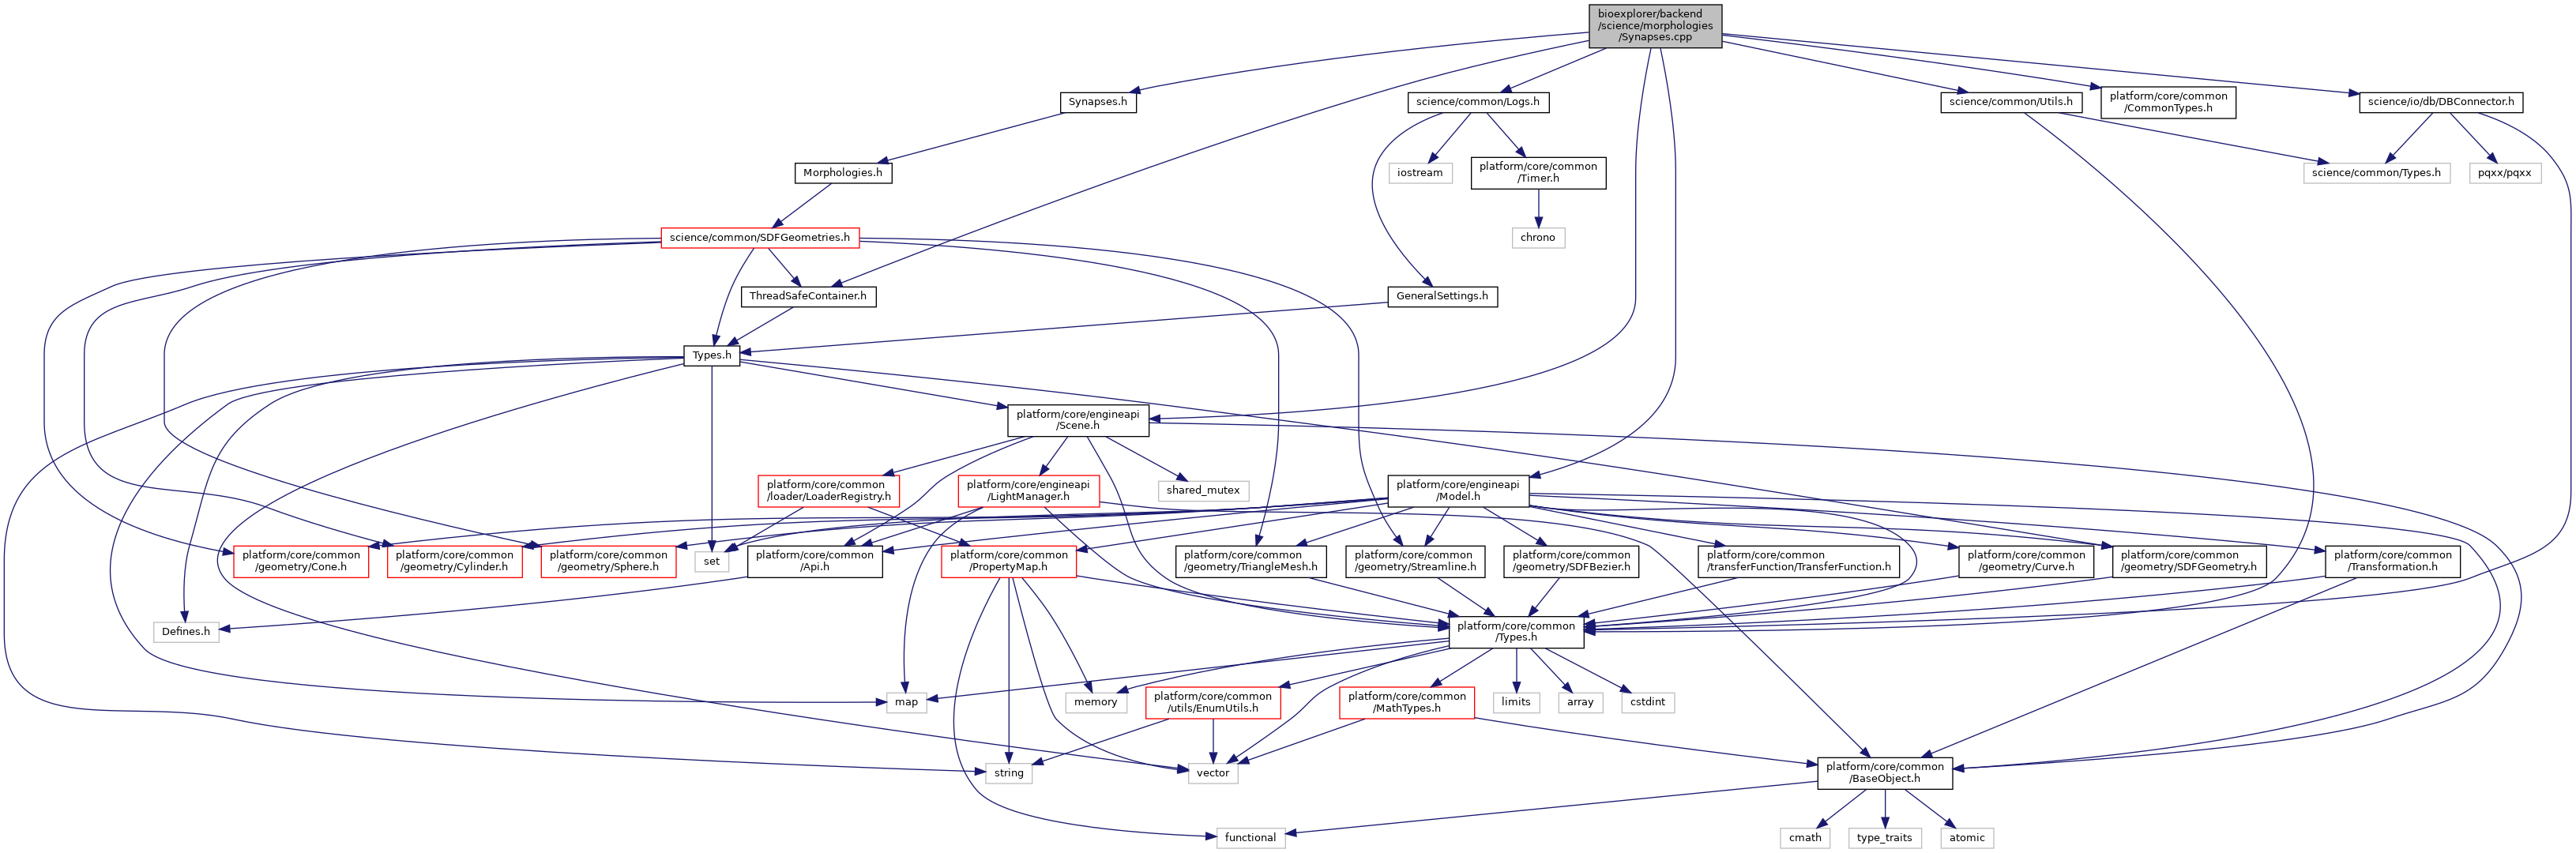 bioexplorer/backend
/science/morphologies
/Synapses.cpp
Synapses.h
science/common/Logs.h
science/common/Utils.h
platform/core/common
/CommonTypes.h
science/io/db/DBConnector.h
Morphologies.h
iostream
platform/core/common
/Timer.h
science/common/Types.h
pqxx/pqxx
science/common/SDFGeometries.h
chrono
ThreadSafeContainer.h
GeneralSettings.h
Types.h
platform/core/engineapi
/Scene.h
platform/core/common
/loader/LoaderRegistry.h
platform/core/engineapi
/LightManager.h
shared_mutex
platform/core/engineapi
/Model.h
platform/core/common
/geometry/Cone.h
platform/core/common
/geometry/Cylinder.h
platform/core/common
/geometry/Sphere.h
set
platform/core/common
/Api.h
platform/core/common
/PropertyMap.h
platform/core/common
/geometry/TriangleMesh.h
platform/core/common
/geometry/Streamline.h
platform/core/common
/geometry/SDFBezier.h
platform/core/common
/transferFunction/TransferFunction.h
platform/core/common
/geometry/Curve.h
platform/core/common
/geometry/SDFGeometry.h
platform/core/common
/Transformation.h
Defines.h
platform/core/common
/Types.h
map
memory
platform/core/common
/utils/EnumUtils.h
platform/core/common
/MathTypes.h
limits
array
cstdint
string
vector
platform/core/common
/BaseObject.h
functional
cmath
type_traits
atomic